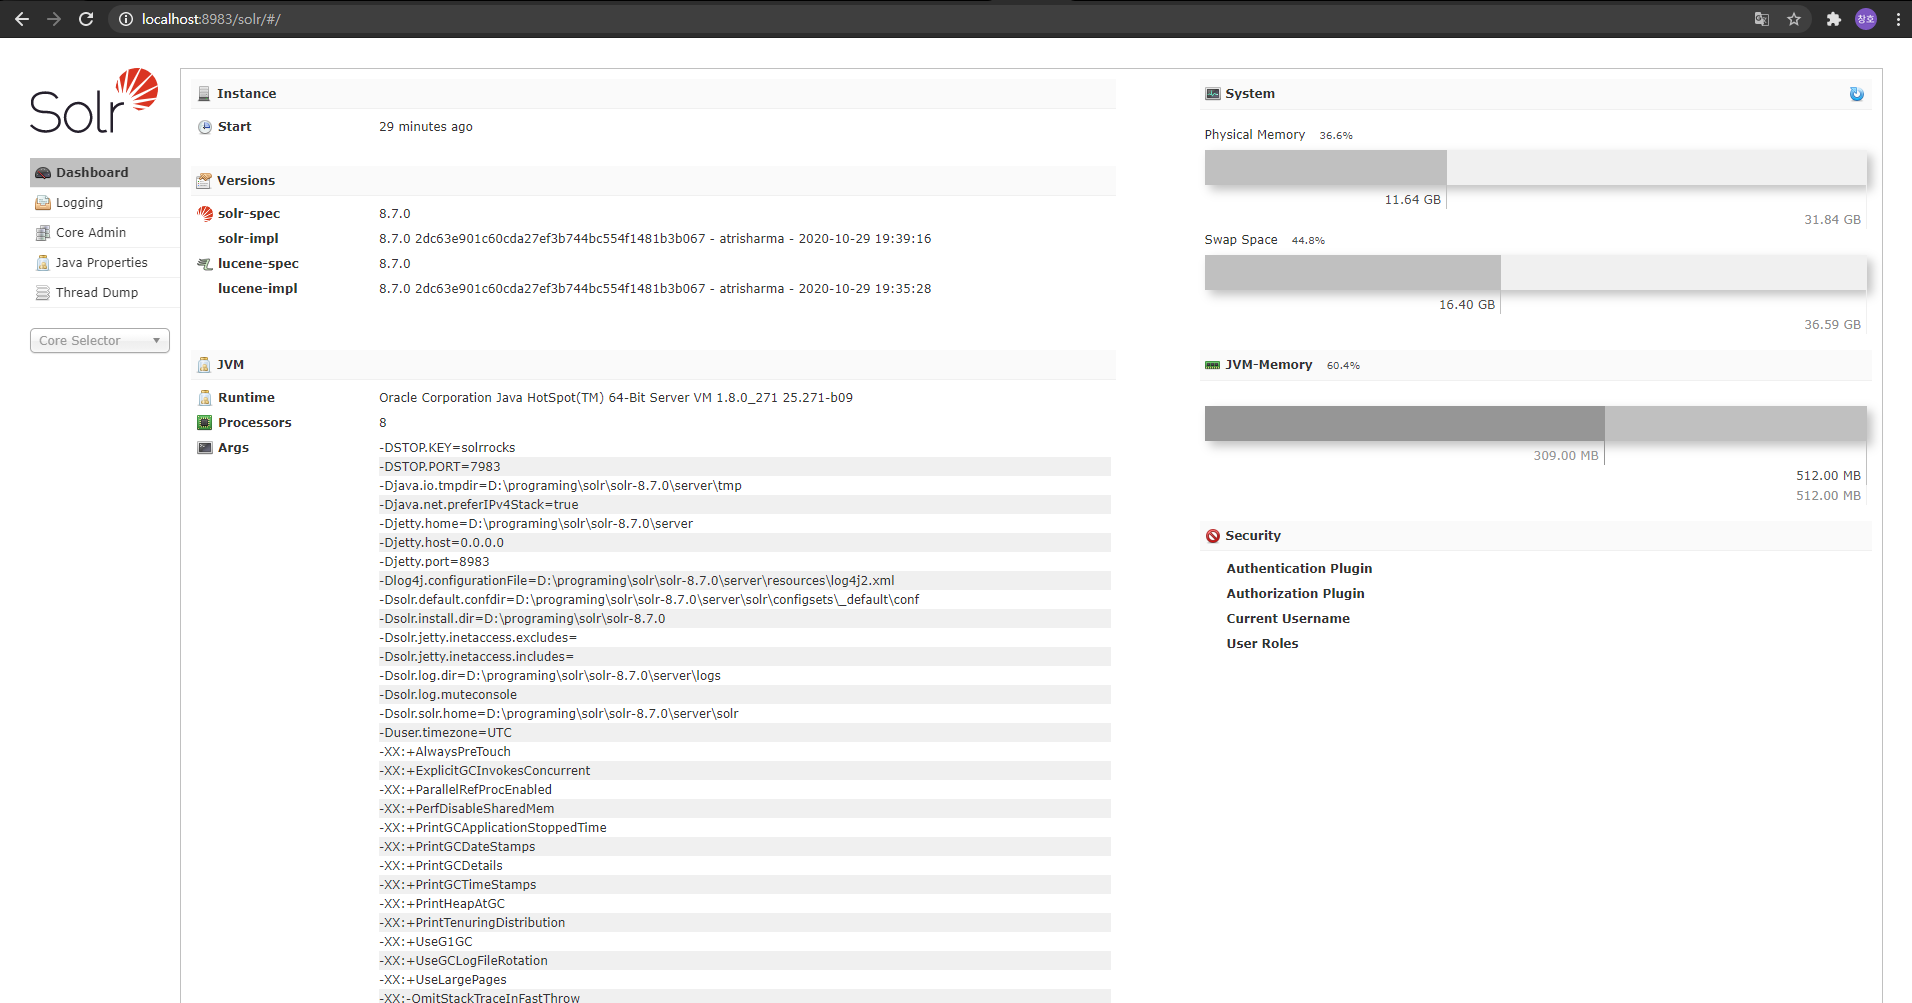 localhost:8983/solr/#/
창호
Solr
Dashboard
Logging
Core Admin
Java Properties
Thread Dump
Core Selector
Instance
Start 29 minutes ago
Versions
solr-spec 8.7.0
solr-impl 8.7.0 2dc63e901c60cda27ef3b744bc554f1481b3b067 - atrisharma - 2020-10-29 19:39:16
lucene-spec 8.7.0
lucene-impl 8.7.0 2dc63e901c60cda27ef3b744bc554f1481b3b067 - atrisharma - 2020-10-29 19:35:28
JVM
Runtime Oracle Corporation Java HotSpot(TM) 64-Bit Server VM 1.8.0_271 25.271-b09
Processors 8
Args -DSTOP.KEY=solrrocks
-DSTOP.PORT=7983
-Djava.io.tmpdir=D:\programing\solr\solr-8.7.0\server\tmp
-Djava.net.preferIPv4Stack=true
-Djetty.home=D:\programing\solr\solr-8.7.0\server
-Djetty.host=0.0.0.0
-Djetty.port=8983
-Dlog4j.configurationFile=D:\programing\solr\solr-8.7.0\server\resources\log4j2.xml
-Dsolr.default.confdir=D:\programing\solr\solr-8.7.0\server\solr\configsets\_default\conf
-Dsolr.install.dir=D:\programing\solr\solr-8.7.0
-Dsolr.jetty.inetaccess.excludes=
-Dsolr.jetty.inetaccess.includes=
-Dsolr.log.dir=D:\programing\solr\solr-8.7.0\server\logs
-Dsolr.log.muteconsole
-Dsolr.solr.home=D:\programing\solr\solr-8.7.0\server\solr
-Duser.timezone=UTC
-XX:+AlwaysPreTouch
-XX:+ExplicitGCInvokesConcurrent
-XX:+ParallelRefProcEnabled
-XX:+PerfDisableSharedMem
-XX:+PrintGCApplicationStoppedTime
-XX:+PrintGCDateStamps
-XX:+PrintGCDetails
-XX:+PrintGCTimeStamps
-XX:+PrintHeapAtGC
-XX:+PrintTenuringDistribution
-XX:+UseG1GC
-XX:+UseGCLogFileRotation
-XX:+UseLargePages
-XX:-OmitStackTraceInFastThrow
System
Physical Memory 36.6%
11.64 GB
31.84 GB
Swap Space 44.8%
16.40 GB
36.59 GB
JVM-Memory 60.4%
309.00 MB
512.00 MB
512.00 MB
Security
Authentication Plugin
Authorization Plugin
Current Username
User Roles